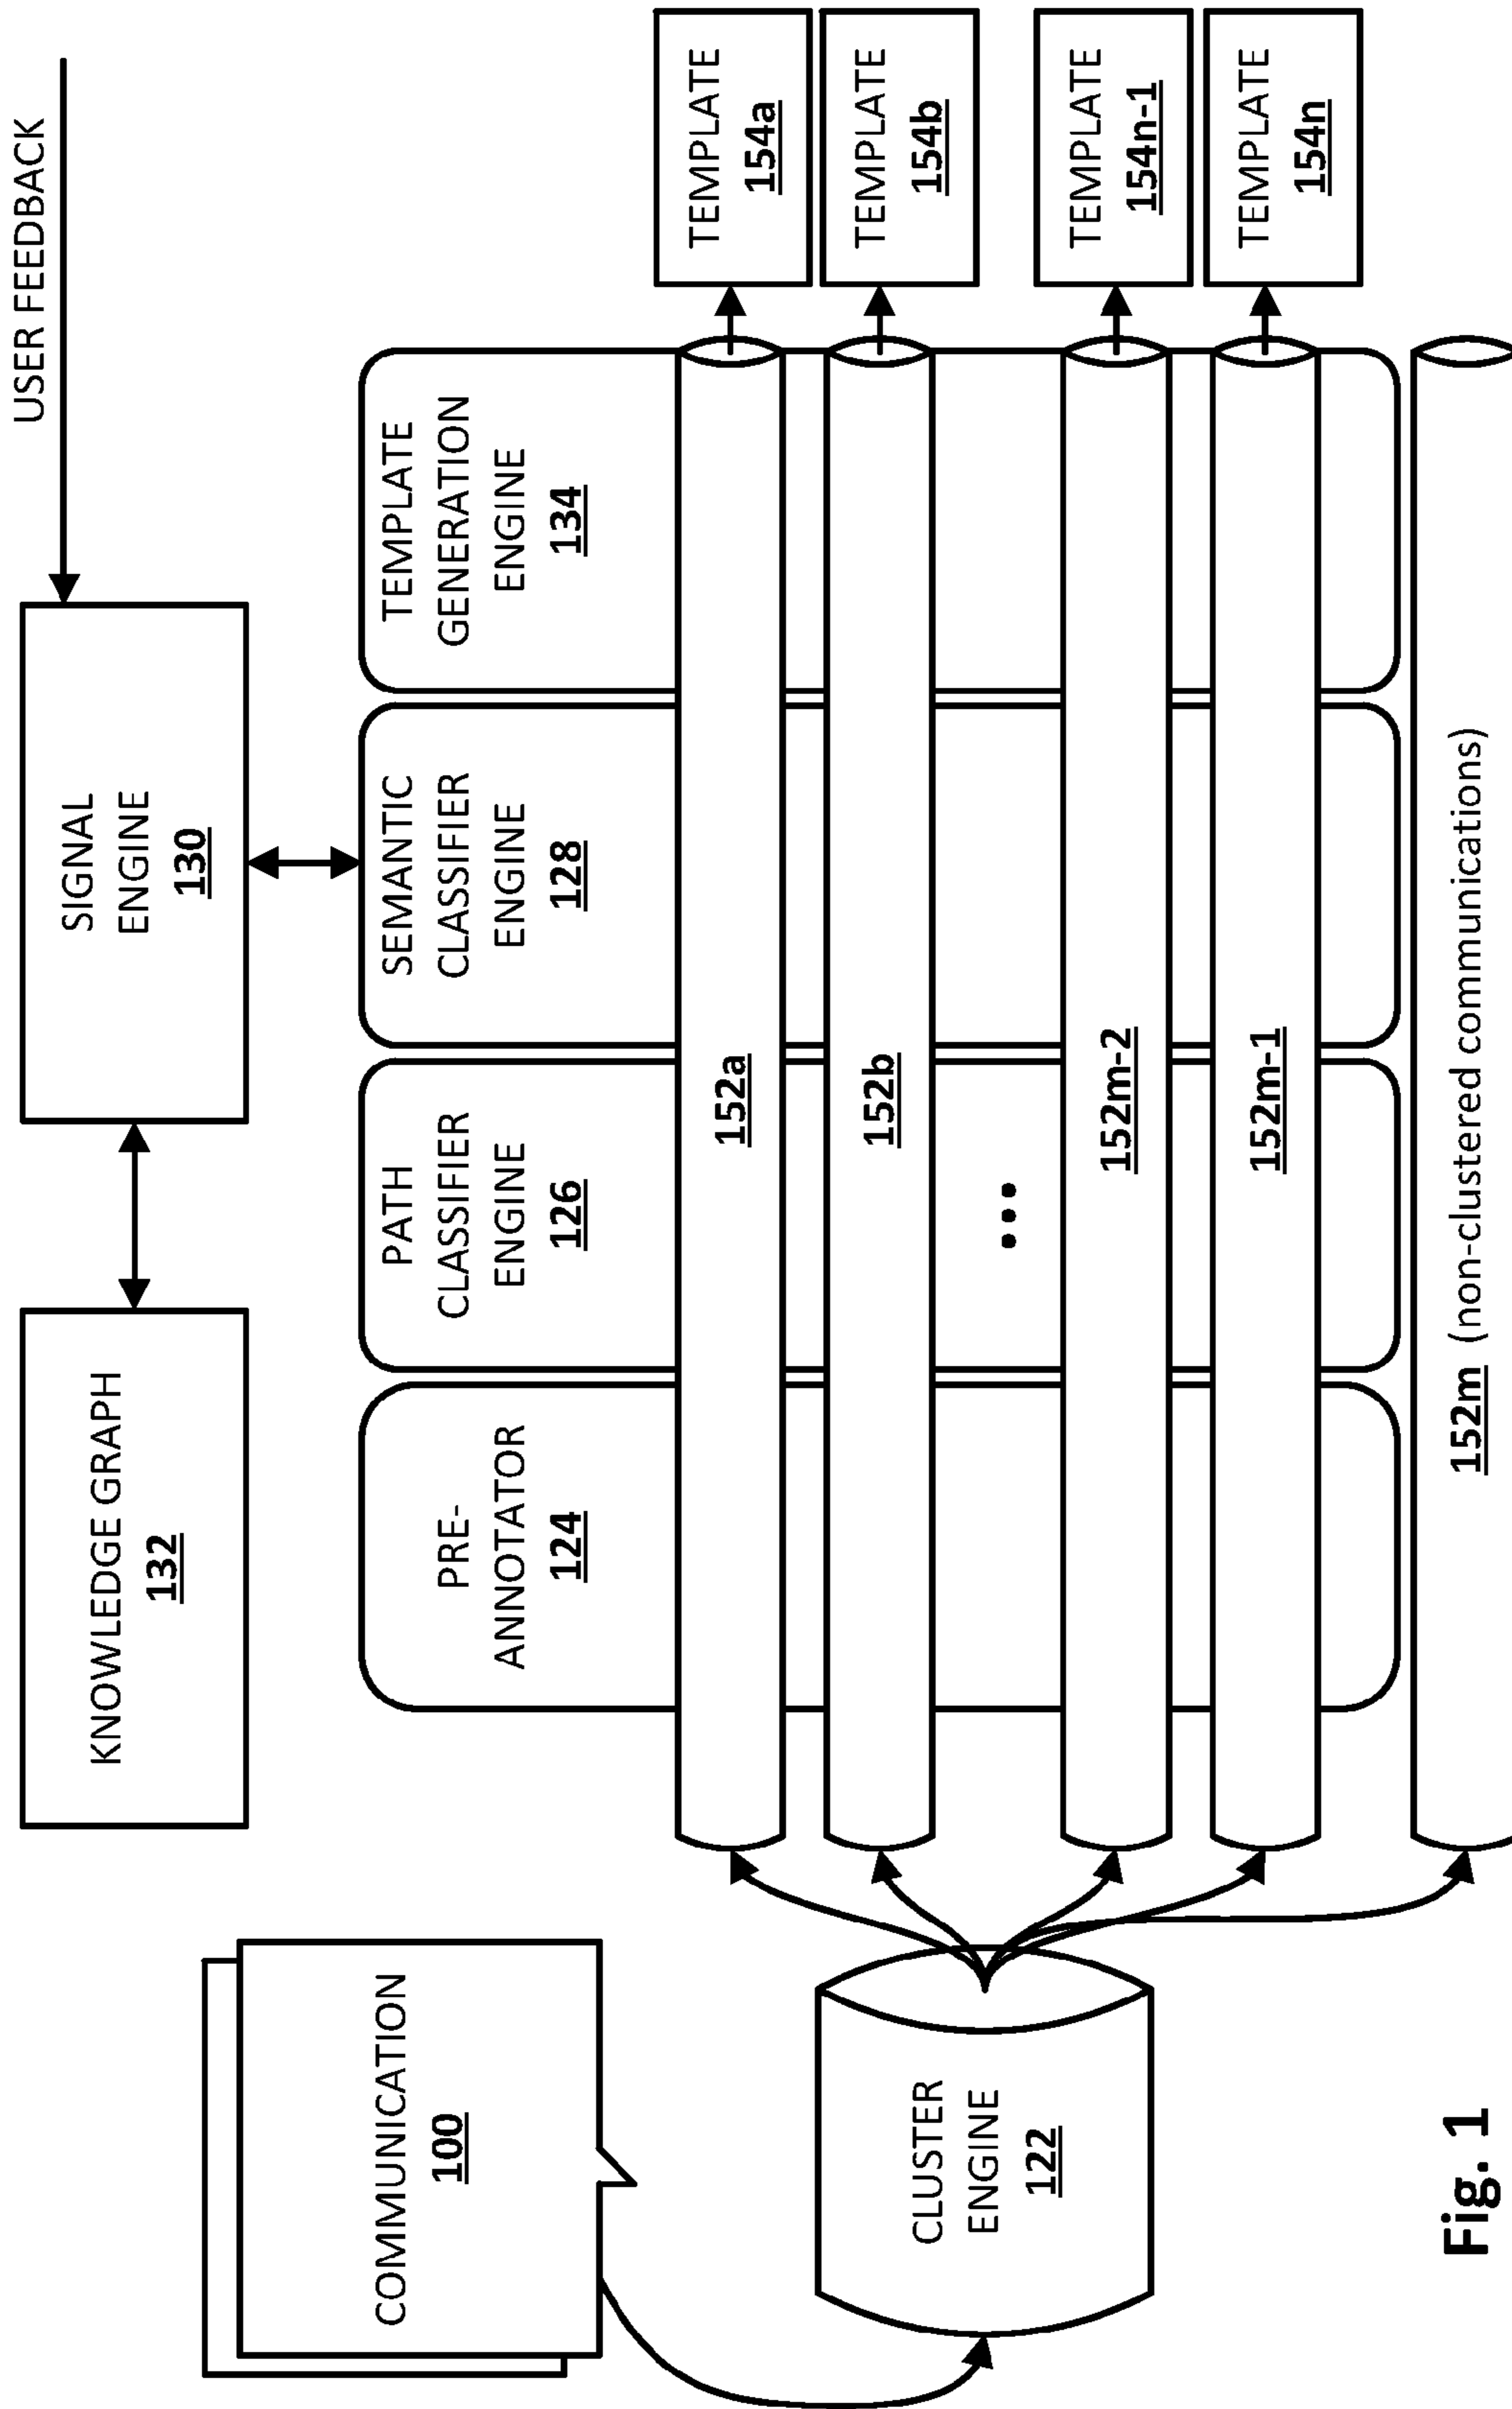 USER FEEDBACK
KNOWLEDGE GRAPH
132
SIGNAL
ENGINE
130
COMMUNICATION
100
PRE-
ANNOTATOR
124
PATH
CLASSIFIER
ENGINE
126
SEMANTIC
CLASSIFIER
ENGINE
128
TEMPLATE
GENERATION
ENGINE
134
152a
TEMPLATE
154a
152b
TEMPLATE
154b
CLUSTER
ENGINE
122
...
152m-2
TEMPLATE
154n-1
152m-1
TEMPLATE
154n
152m (non-clustered communications)
Fig. 1